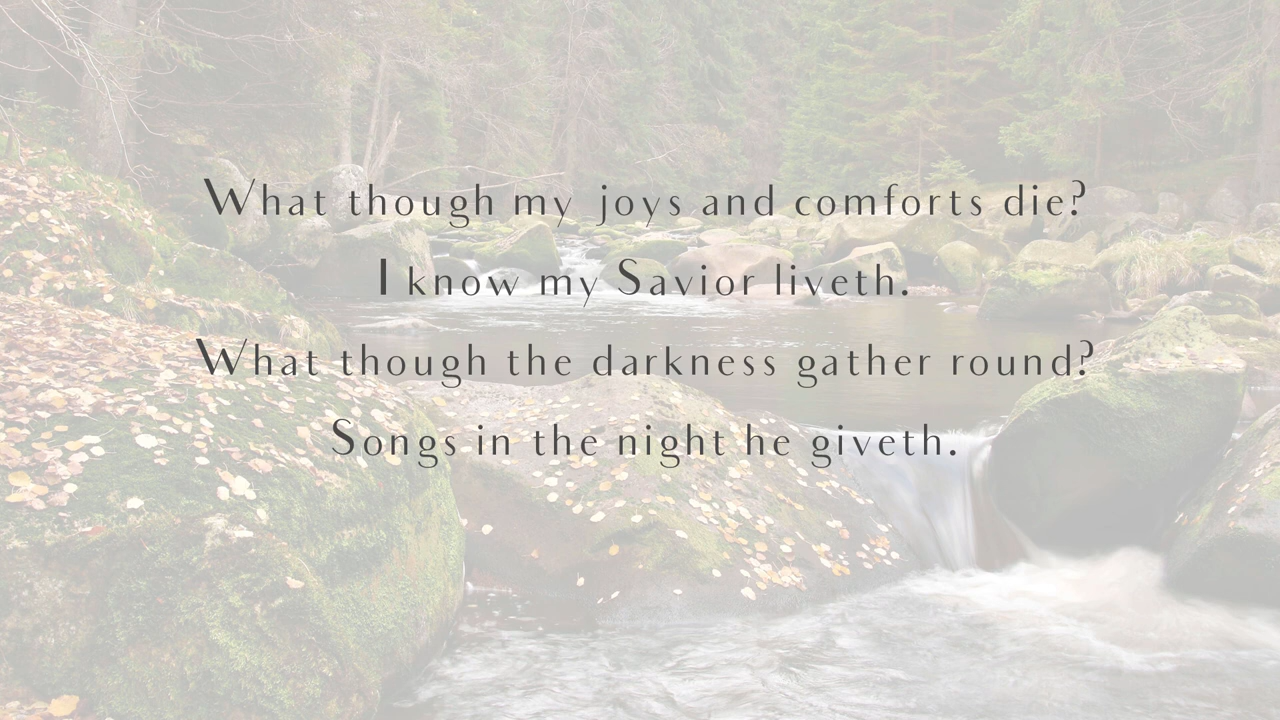 What though my joys and comforts die?
I know my Savior liveth.
What though the darkness gather round?
Songs in the night he giveth.